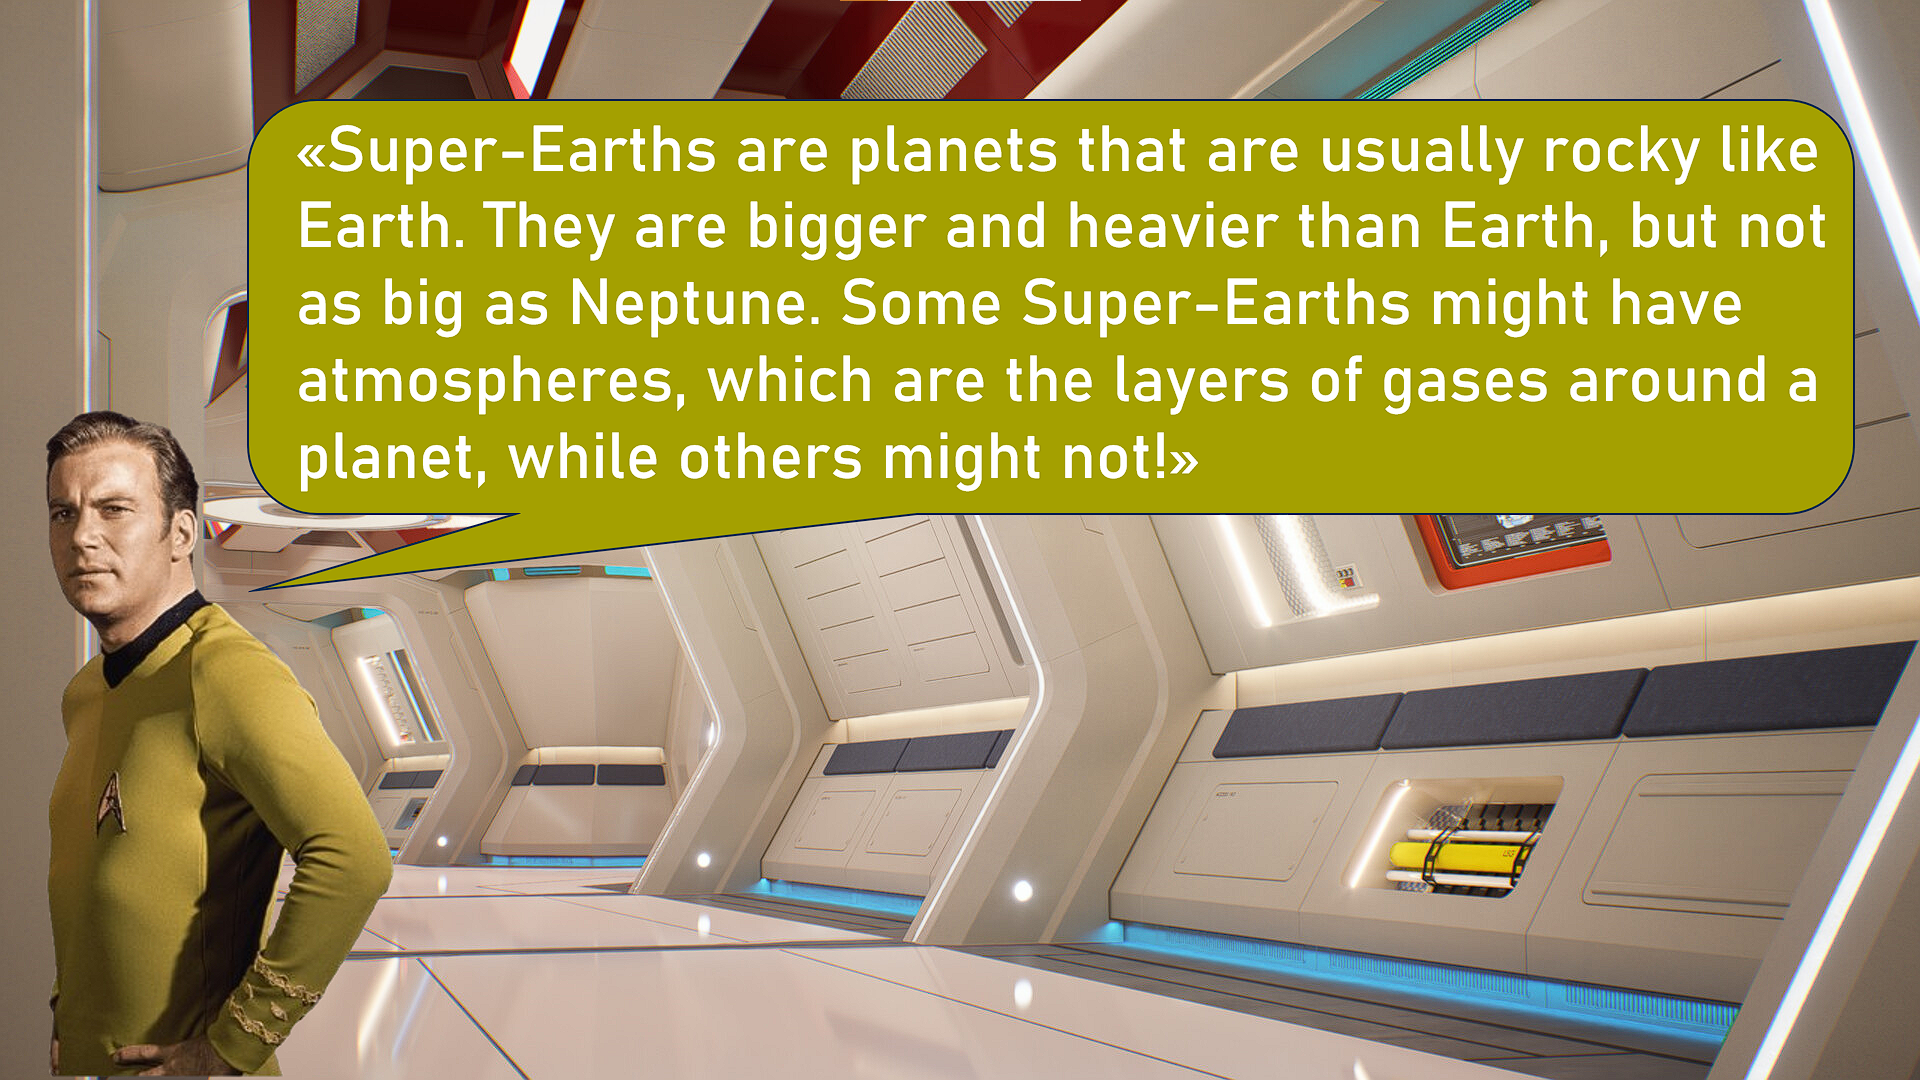 «Super-Earths are planets that are usually rocky like
Earth. They are bigger and heavier than Earth, but not
as big as Neptune. Some Super-Earths might have
atmospheres, which are the layers of gases around a
planet, while others might not!»